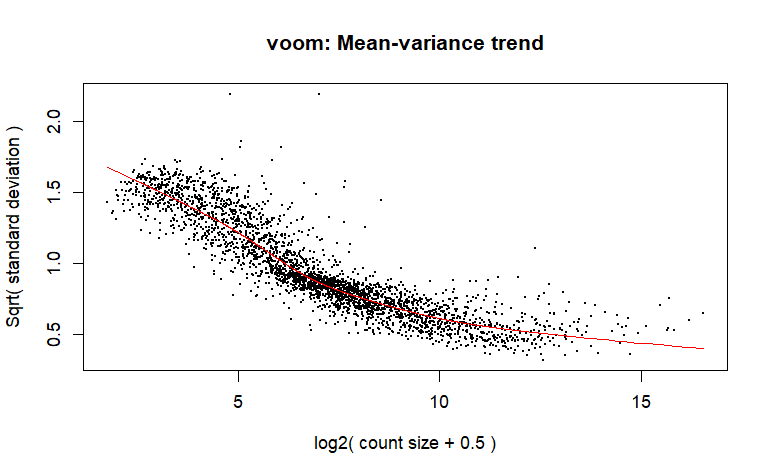 voom: Mean-variance trend
Sqrt( standard deviation )
2.0
1.5
1.0
0.5
5
10
15
log2( count size + 0.5 )